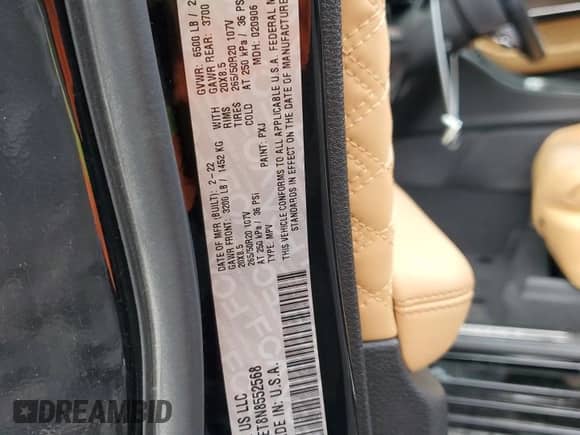 US LLC
MADE IN U.S.A.
DATE OF MFR (BUILT): 2-22
GVWR: 6500 LB / 2
GAWR FRONT: 3200 LB / 1452 KG WITH
GAWR REAR: 3700
20X8.5 RIMS
20X8.5
265/50R20 107V TIRES
265/50R20 107V
AT 250 kPa / 36 PSI COLD
AT 250 kPa / 36 PS
TYPE: MPV
PAINT: PXJ
MDH: 020906
THIS VEHICLE CONFORMS TO ALL APPLICABLE U.S.A. FEDERAL M
STANDARDS IN EFFECT ON THE DATE OF MANUFACTURE
ET8N8552568
DREAMBID